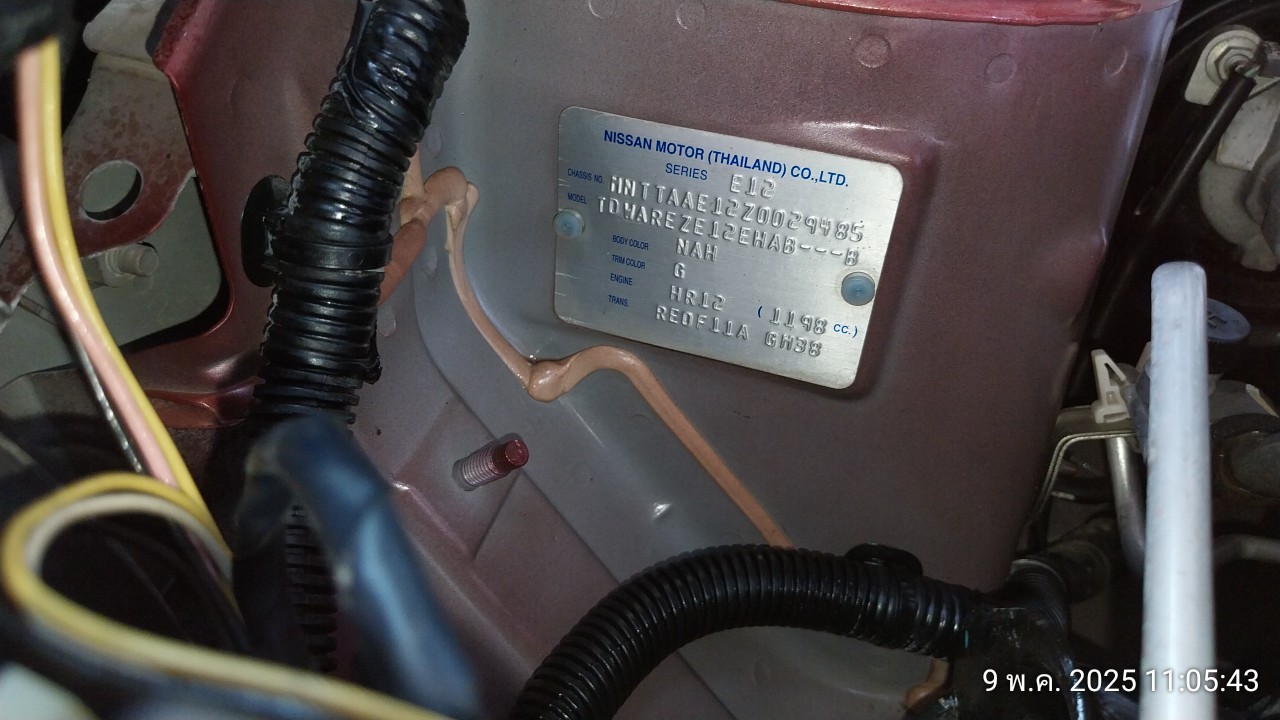 NISSAN MOTOR (THAILAND) CO.,LTD.
SERIES E12
CHASSIS NO. MNTTAAE12Z0029485
MODEL TDWAREZE12EHAB---B
BODY COLOR NAH
TRIM COLOR G
ENGINE HR12 (1198 CC.)
TRANS. RE0F11A GH38
9 พ.ค. 2025 11:05:43